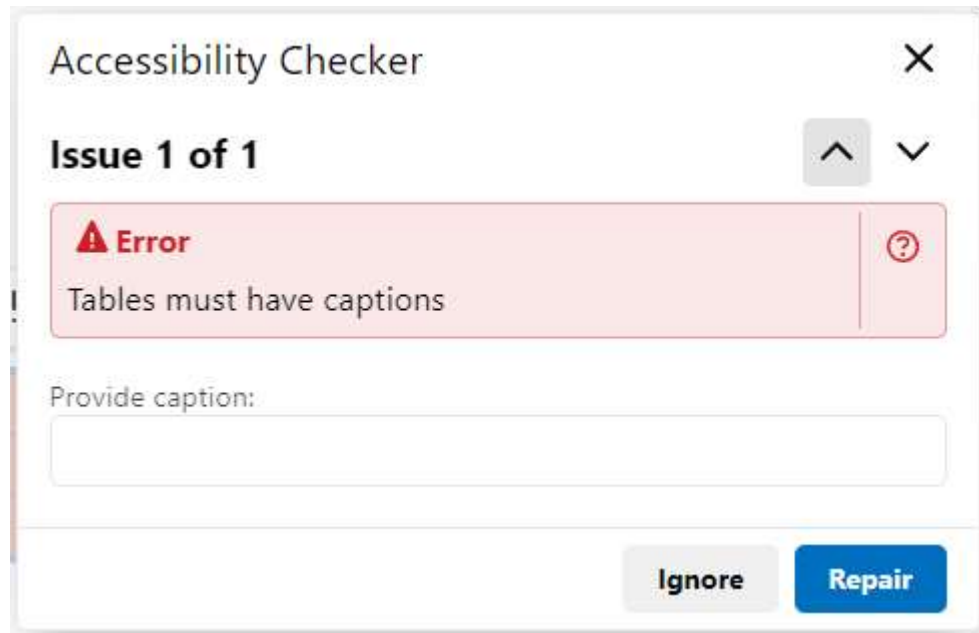 Accessibility Checker
Issue 1 of 1
Error
Tables must have captions
Provide caption:
Ignore
Repair